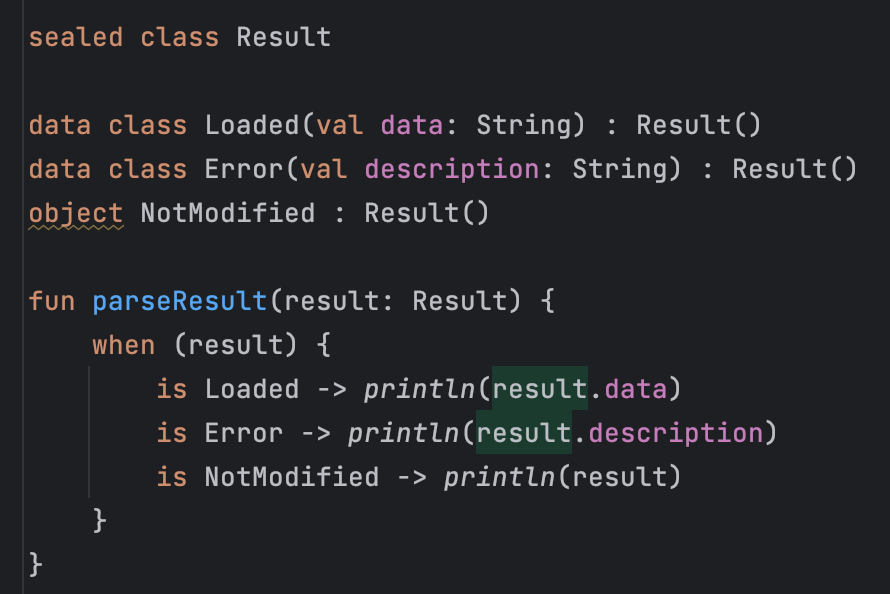 sealed class Result
data class Loaded(val data: String) : Result()
data class Error(val description: String) : Result()
object NotModified : Result()
fun parseResult(result: Result) {
    when (result) {
        is Loaded -> println(result.data)
        is Error -> println(result.description)
        is NotModified -> println(result)
    }
}